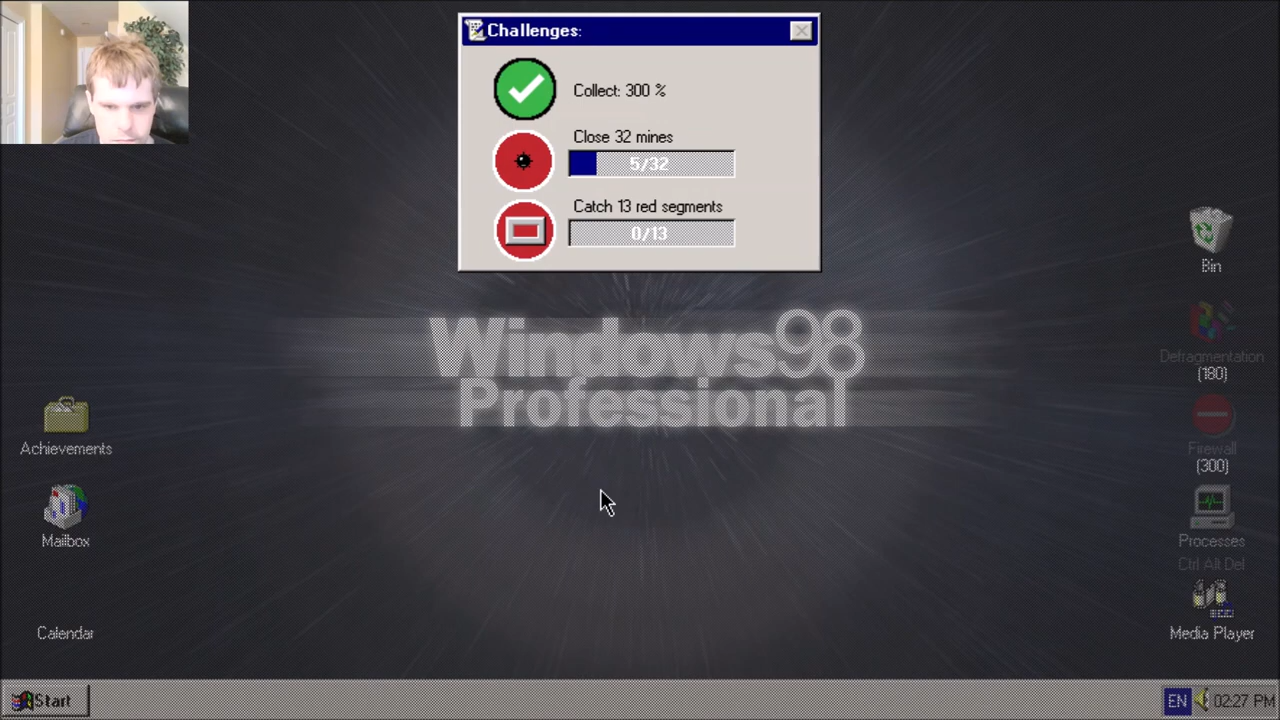 Challenges:
Collect: 300 %
Close 32 mines
5/32
Catch 13 red segments
0/13
Windows98
Professional
Achievements
Mailbox
Calendar
Bin
Defragmentation
(180)
Firewall
(300)
Processes
Ctrl Alt Del
Media Player
Start
EN
02:27 PM